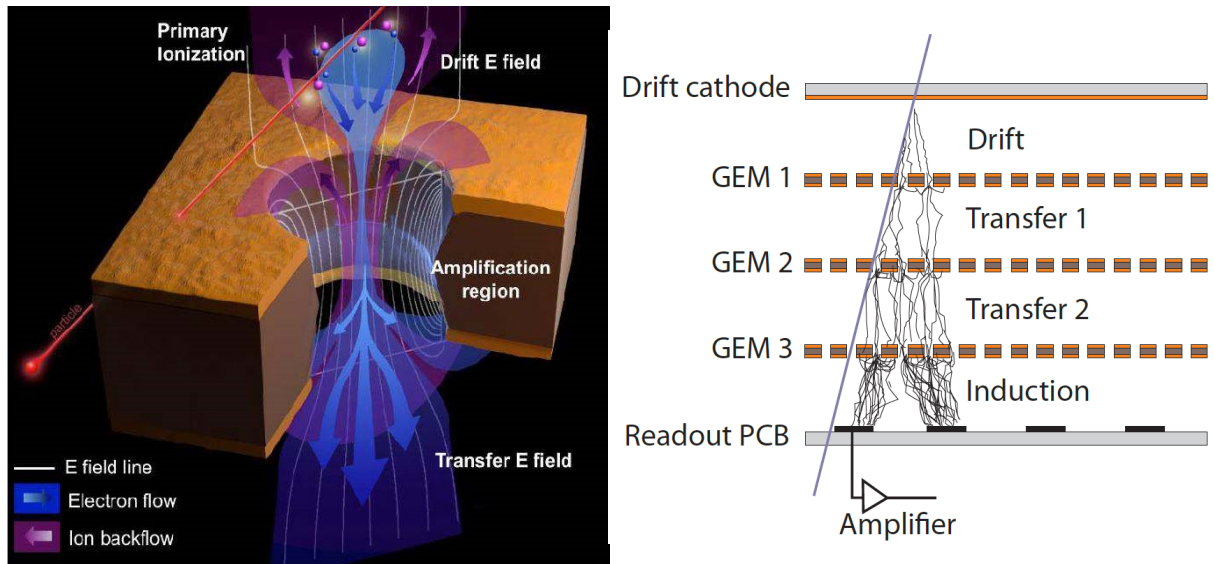 Primary
Ionization
Drift E field
Amplification
region
particle
Transfer E field
E field line
Electron flow
Ion backflow
Drift cathode
Drift
GEM 1
Transfer 1
GEM 2
Transfer 2
GEM 3
Induction
Readout PCB
Amplifier